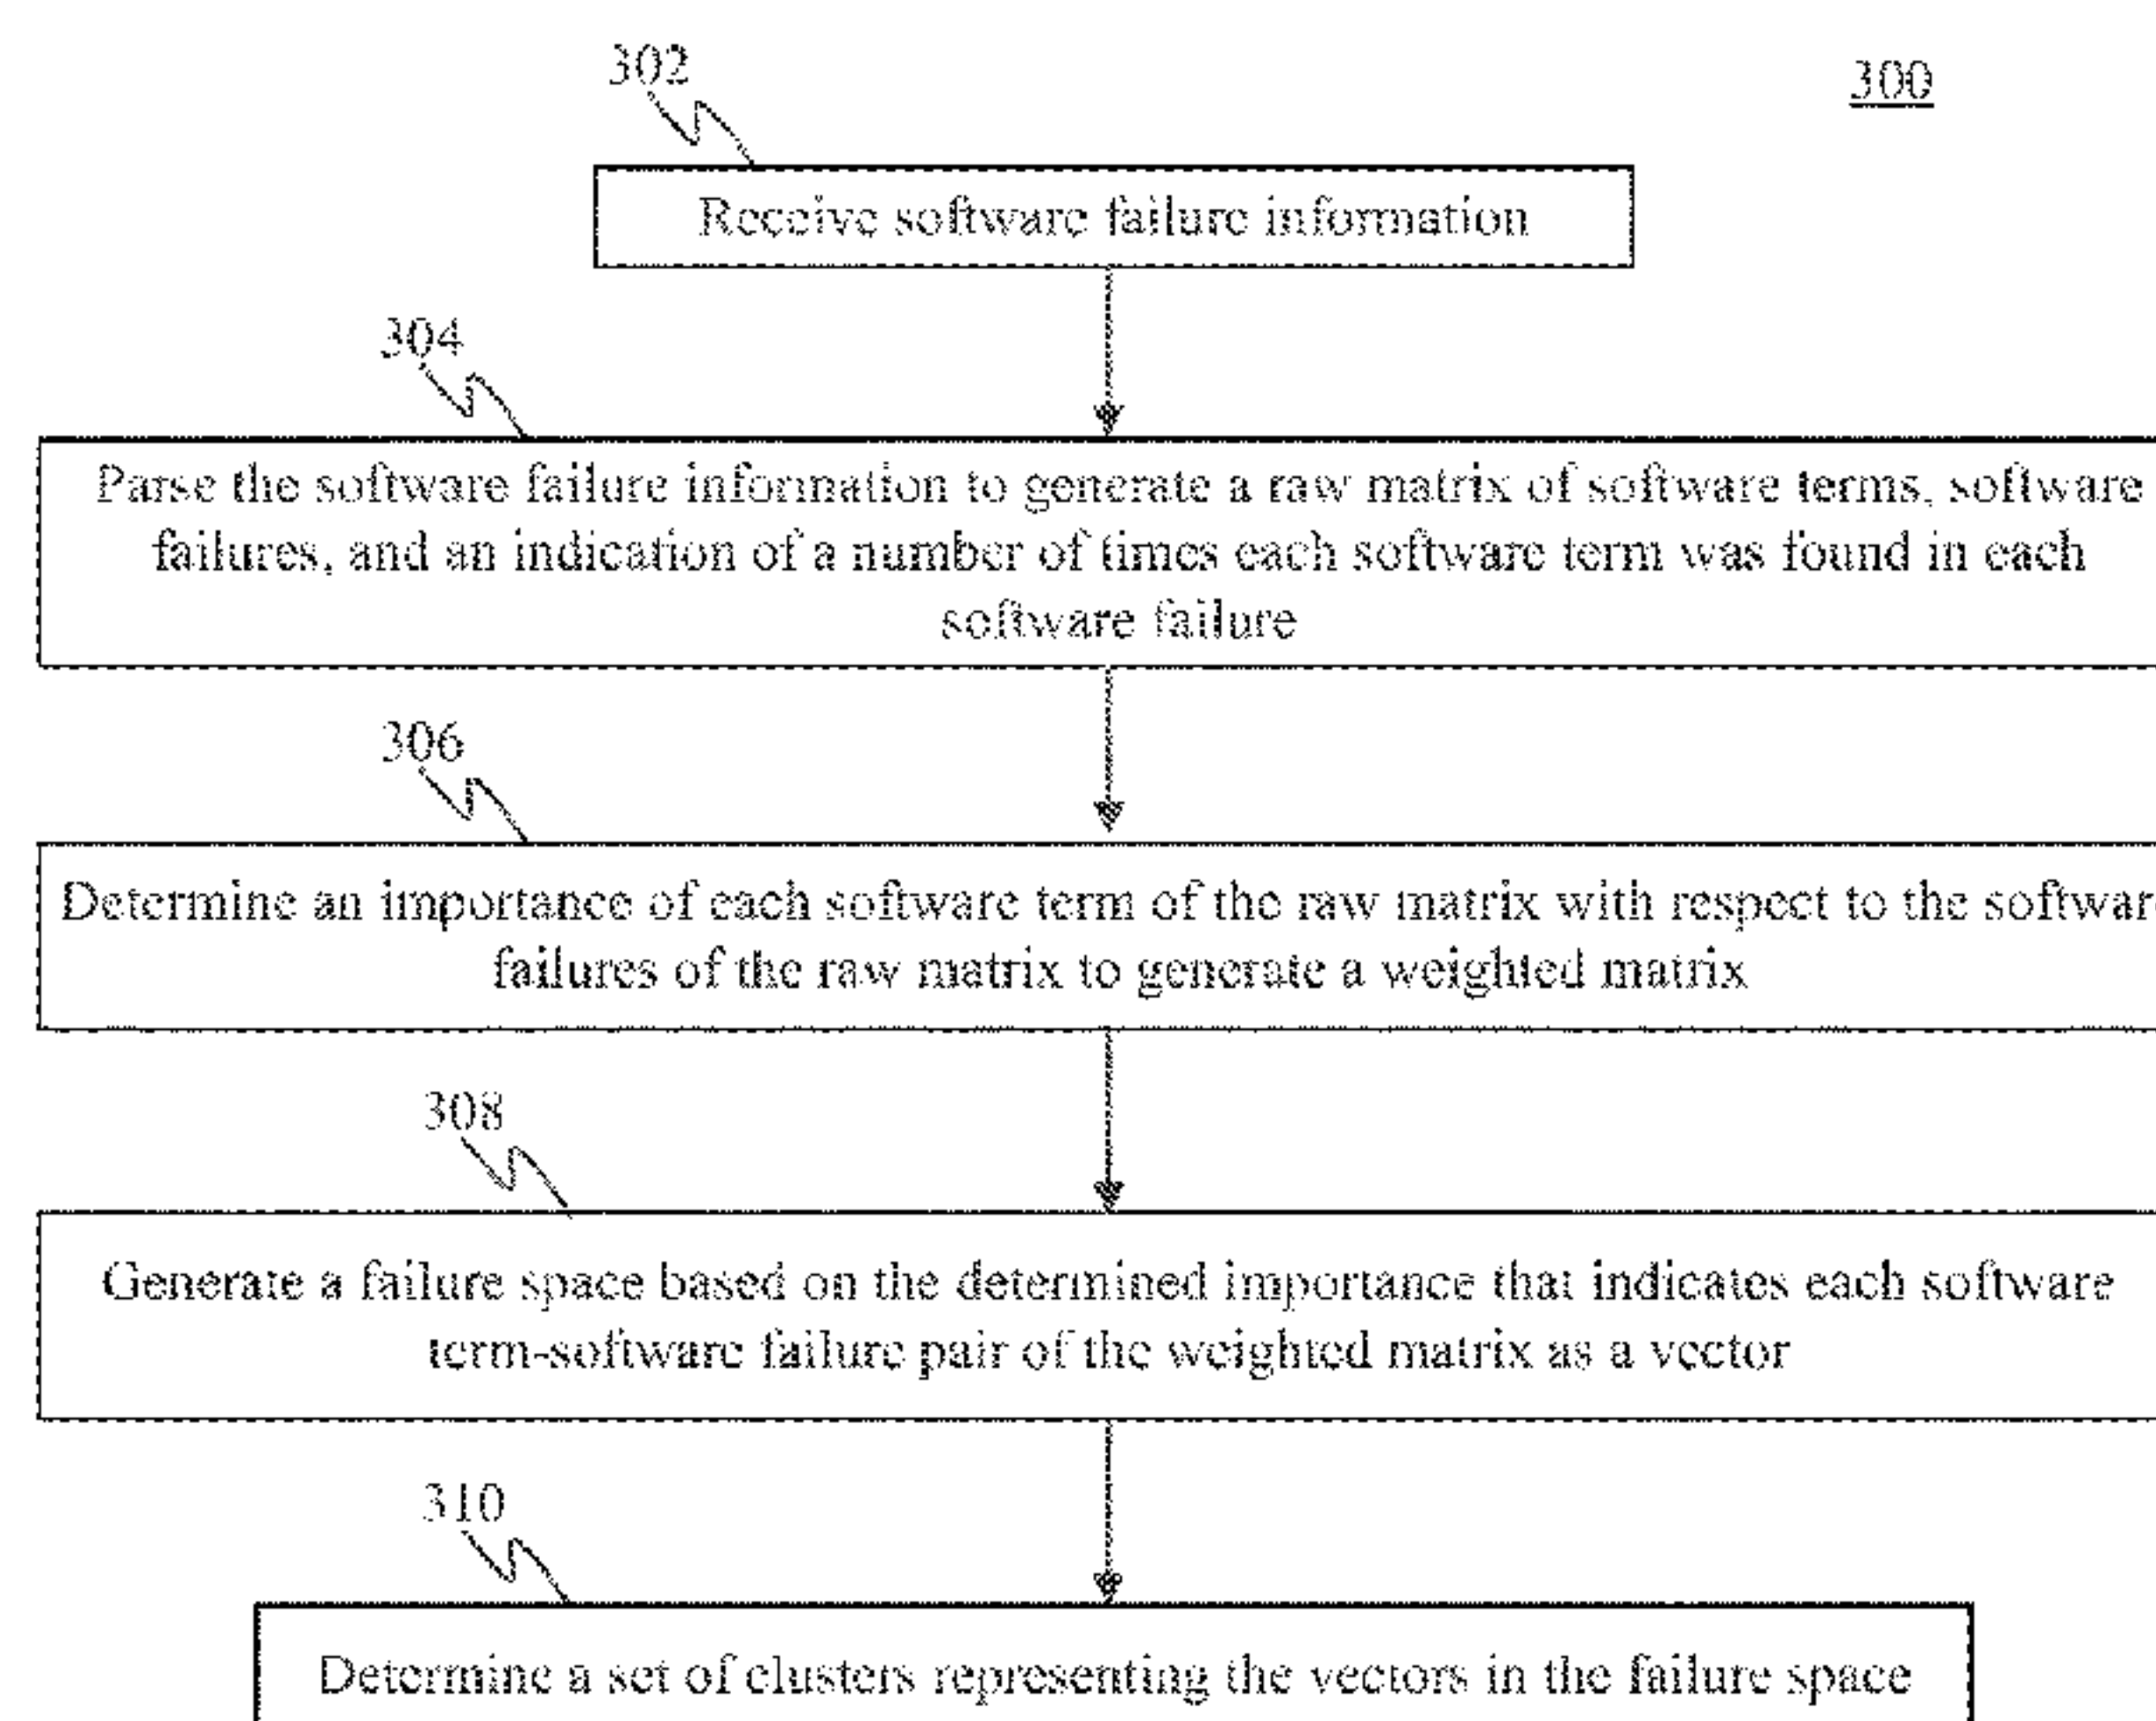 302
300
Receive software failure information
304
Parse the software failure information to generate a raw matrix of software terms, software
failures, and an indication of a number of times each software term was found in each
software failure
306
Determine an importance of each software term of the raw matrix with respect to the softwar
failures of the raw matrix to generate a weighted matrix
308
Generate a failure space based on the determined importance that indicates each software
term-software failure pair of the weighted matrix as a vector
310
Determine a set of clusters representing the vectors in the failure space